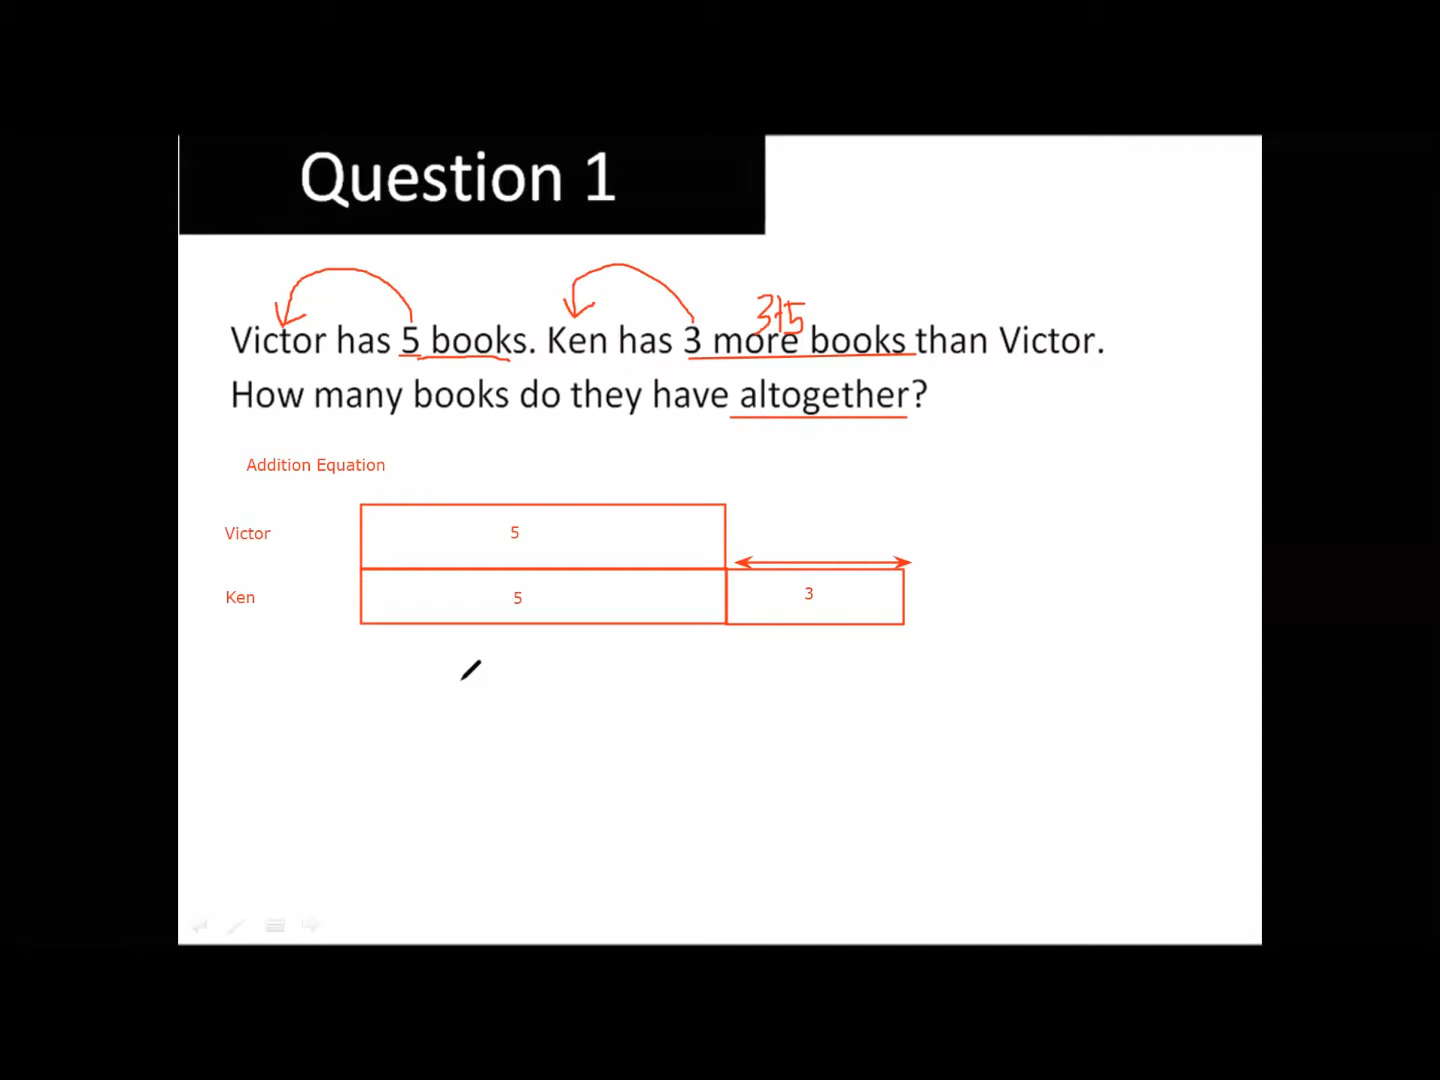 Question 1
3+5
Victor has 5 books. Ken has 3 more books than Victor.
How many books do they have altogether?
Addition Equation
Victor 5
Ken 5 3